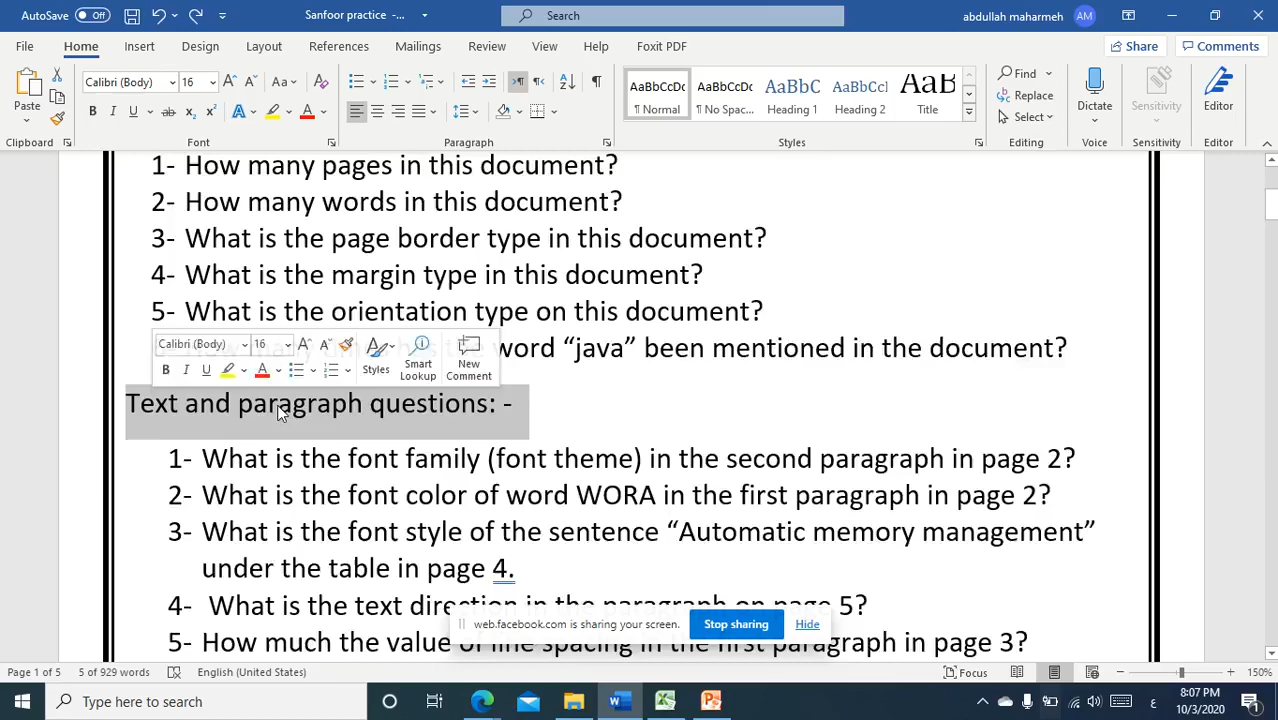 AutoSave Off Sanfoor practice -... Search abdullah maharmeh AM
File Home Insert Design Layout References Mailings Review View Help Foxit PDF Share Comments
Calibri (Body) 16 Aa AaBbCcDc AaBbCcDc AaBbC AaBbCcI AaB Find
Paste Replace Dictate Sensitivity Editor
B I U x x A A ¶ Normal ¶ No Spac... Heading 1 Heading 2 Title Select
Clipboard Font Paragraph Styles Editing Voice Sensitivity Editor
1- How many pages in this document?
2- How many words in this document?
3- What is the page border type in this document?
4- What is the margin type in this document?
5- What is the orientation type on this document?
word “java” been mentioned in the document?
Calibri (Body) 16
B I U Styles Smart Lookup New Comment
Text and paragraph questions: -
1- What is the font family (font theme) in the second paragraph in page 2?
2- What is the font color of word WORA in the first paragraph in page 2?
3- What is the font style of the sentence “Automatic memory management”
under the table in page 4.
4- What is the text direction in the paragraph on page 5?
web.facebook.com is sharing your screen. Stop sharing Hide
5- How much the value of line spacing in the first paragraph in page 3?
Page 1 of 5 5 of 929 words English (United States) Focus 150%
Type here to search ع 8:07 PM
10/3/2020 1